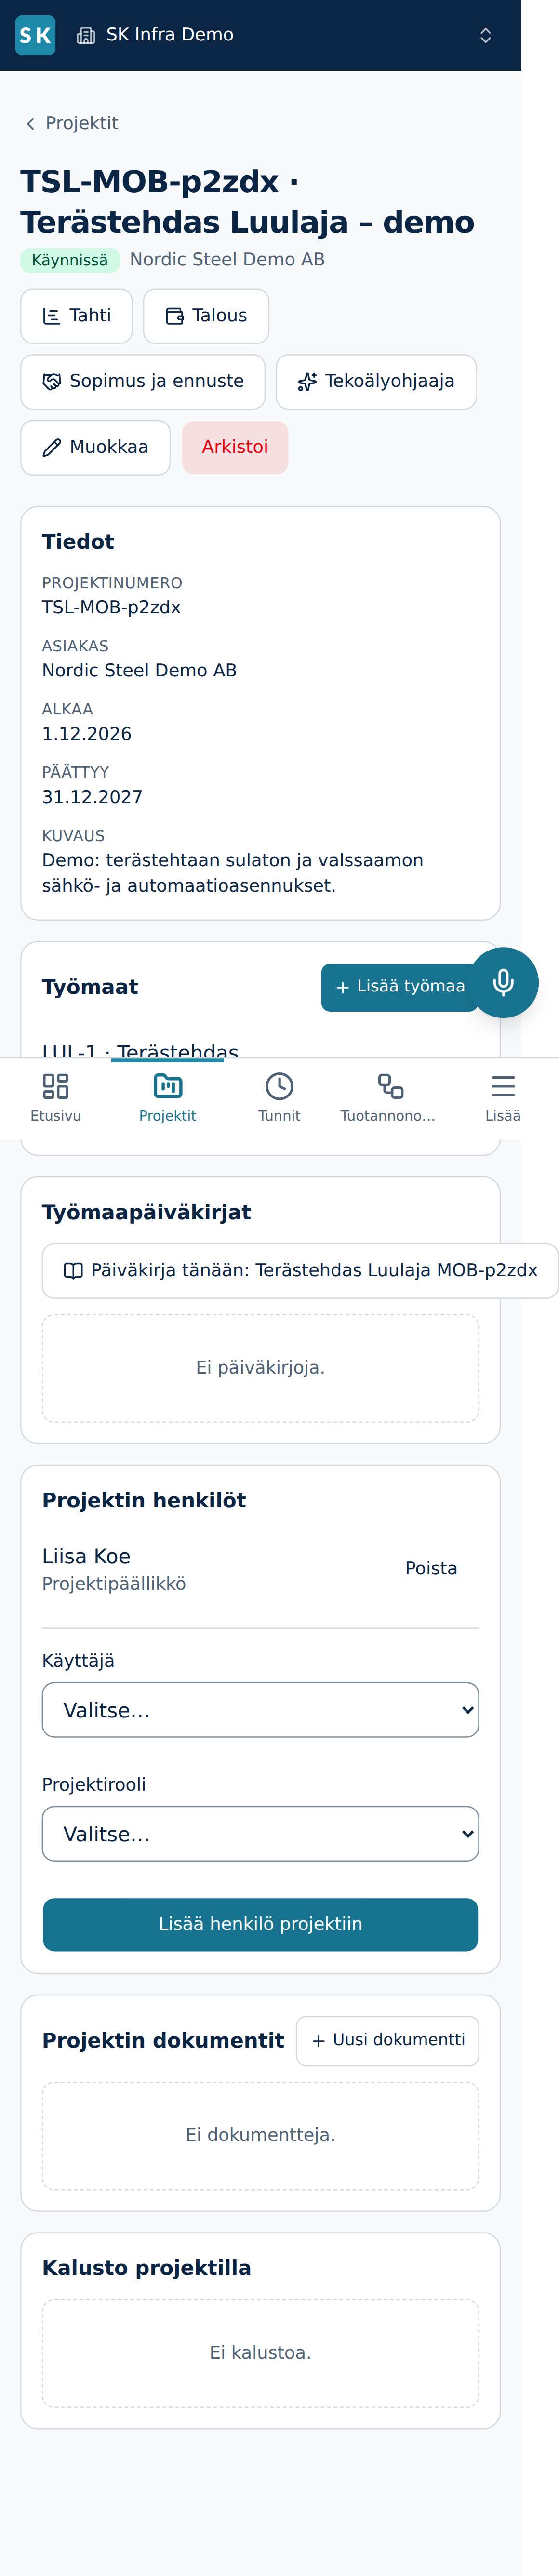 SK
SK Infra Demo
Projektit
TSL-MOB-p2zdx ·
Terästehdas Luulaja – demo
Käynnissä Nordic Steel Demo AB
Tahti
Talous
Sopimus ja ennuste
Tekoälyohjaaja
Muokkaa
Arkistoi
Tiedot
PROJEKTINUMERO
TSL-MOB-p2zdx
ASIAKAS
Nordic Steel Demo AB
ALKAA
1.12.2026
PÄÄTTYY
31.12.2027
KUVAUS
Demo: terästehtaan sulaton ja valssaamon
sähkö- ja automaatioasennukset.
Työmaat
+ Lisää työmaa
LUL-1 · Terästehdas
Etusivu
Projektit
Tunnit
Tuotannono...
Lisää
Työmaapäiväkirjat
Päiväkirja tänään: Terästehdas Luulaja MOB-p2zdx
Ei päiväkirjoja.
Projektin henkilöt
Liisa Koe
Projektipäällikkö
Poista
Käyttäjä
Valitse...
Projektirooli
Valitse...
Lisää henkilö projektiin
Projektin dokumentit
+ Uusi dokumentti
Ei dokumentteja.
Kalusto projektilla
Ei kalustoa.